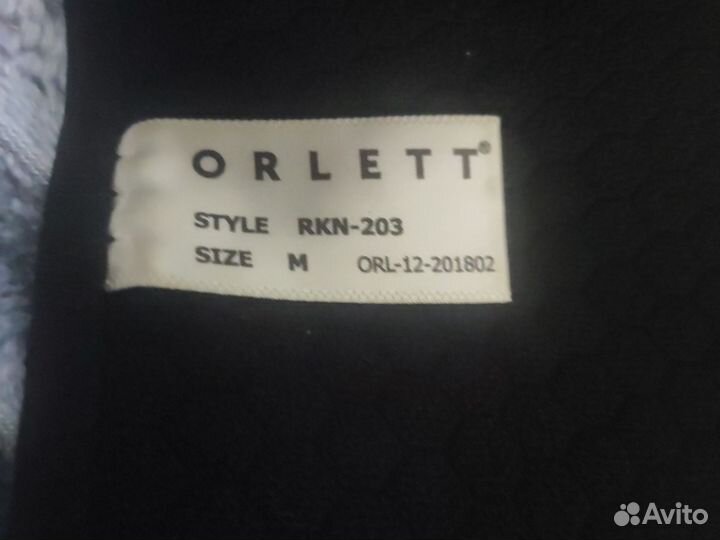 ORLETT®
STYLE RKN-203
SIZE M ORL-12-201802
Avito